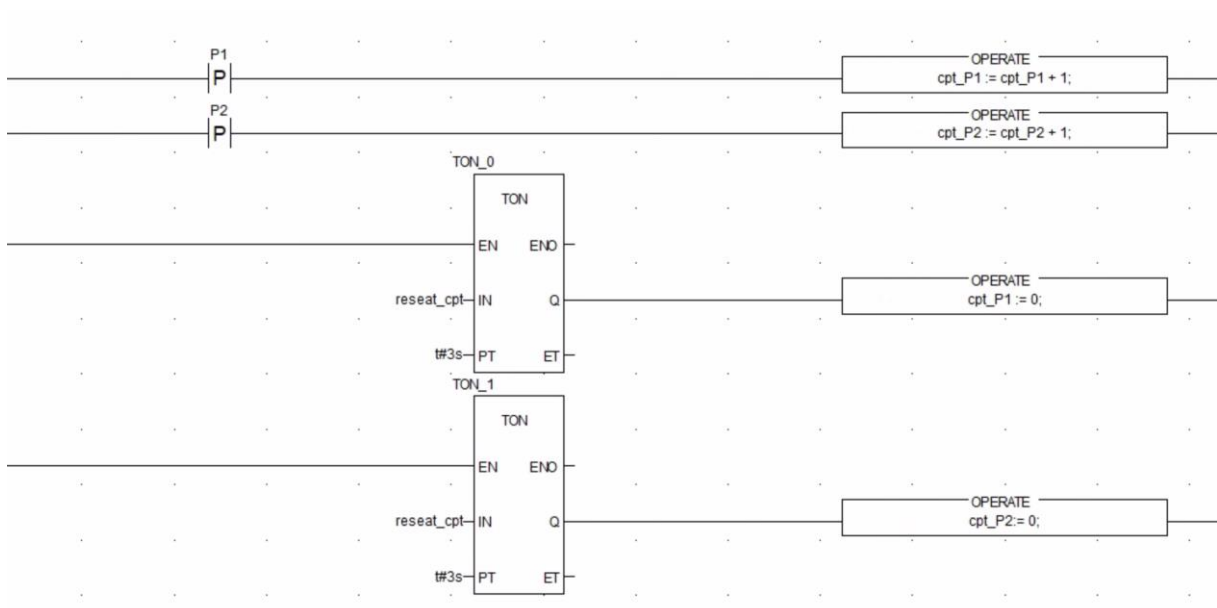 P1
P
OPERATE
cpt_P1 := cpt_P1 + 1;
P2
P
OPERATE
cpt_P2 := cpt_P2 + 1;
TON_0
TON
EN ENO
reseat_cpt IN Q
OPERATE
cpt_P1 := 0;
t#3s PT ET
TON_1
TON
EN ENO
reseat_cpt IN Q
OPERATE
cpt_P2:= 0;
t#3s PT ET